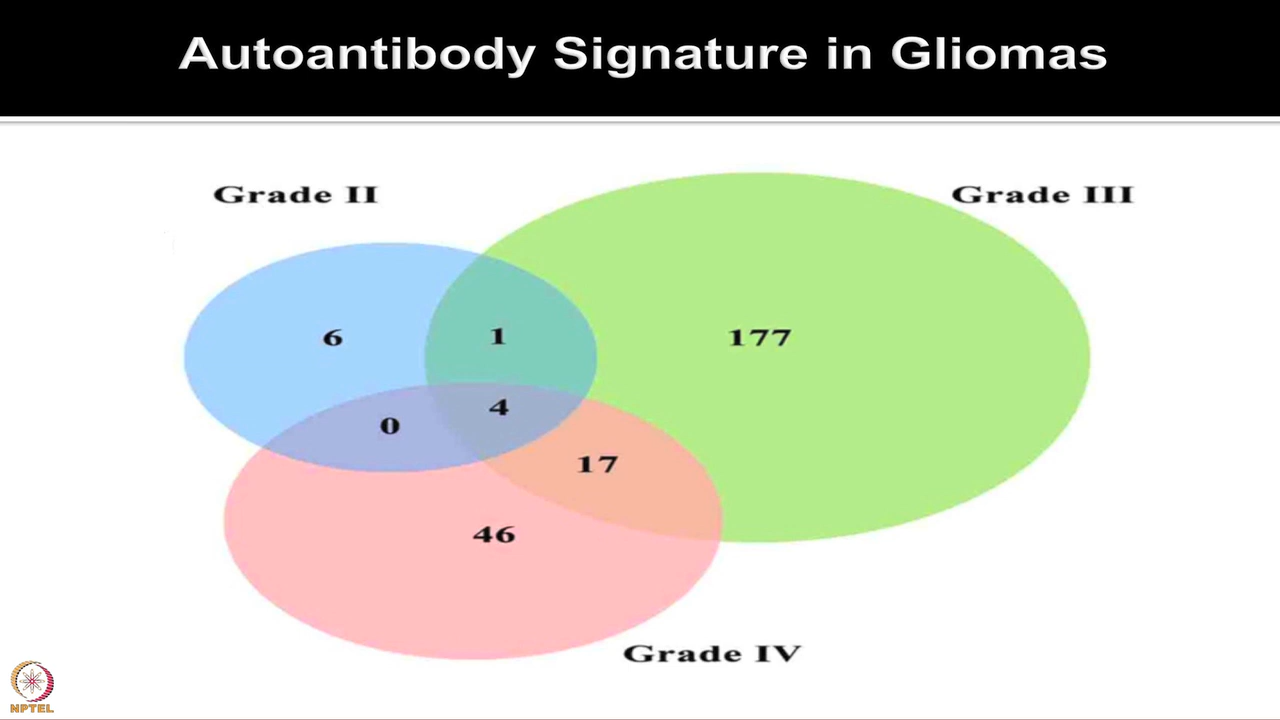 Autoantibody Signature in Gliomas
Grade II
Grade III
6
1
177
4
0
17
46
Grade IV
NPTEL